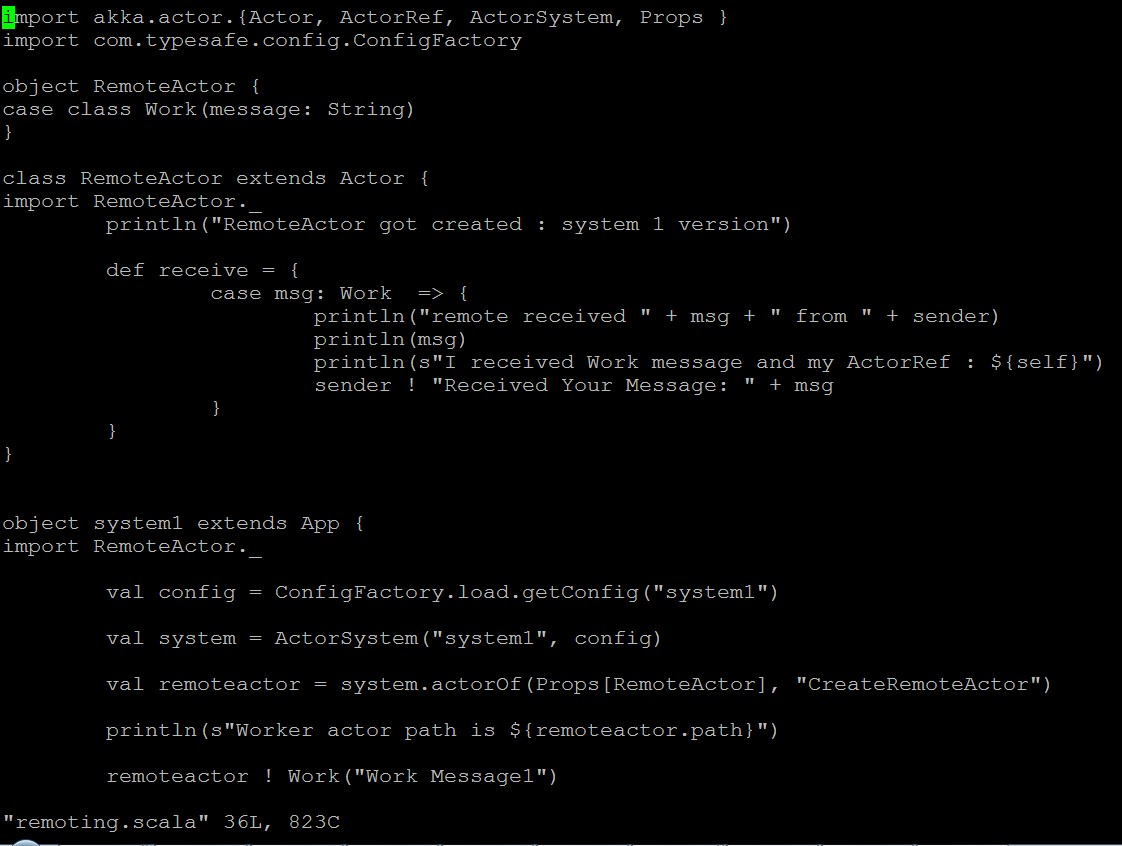 import akka.actor.{Actor, ActorRef, ActorSystem, Props }
import com.typesafe.config.ConfigFactory

object RemoteActor {
case class Work(message: String)
}

class RemoteActor extends Actor {
import RemoteActor._
        println("RemoteActor got created : system 1 version")

        def receive = {
                case msg: Work  => {
                        println("remote received " + msg + " from " + sender)
                        println(msg)
                        println(s"I received Work message and my ActorRef : ${self}")
                        sender ! "Received Your Message: " + msg
                }
        }
}


object system1 extends App {
import RemoteActor._

        val config = ConfigFactory.load.getConfig("system1")

        val system = ActorSystem("system1", config)

        val remoteactor = system.actorOf(Props[RemoteActor], "CreateRemoteActor")

        println(s"Worker actor path is ${remoteactor.path}")

        remoteactor ! Work("Work Message1")

"remoting.scala" 36L, 823C